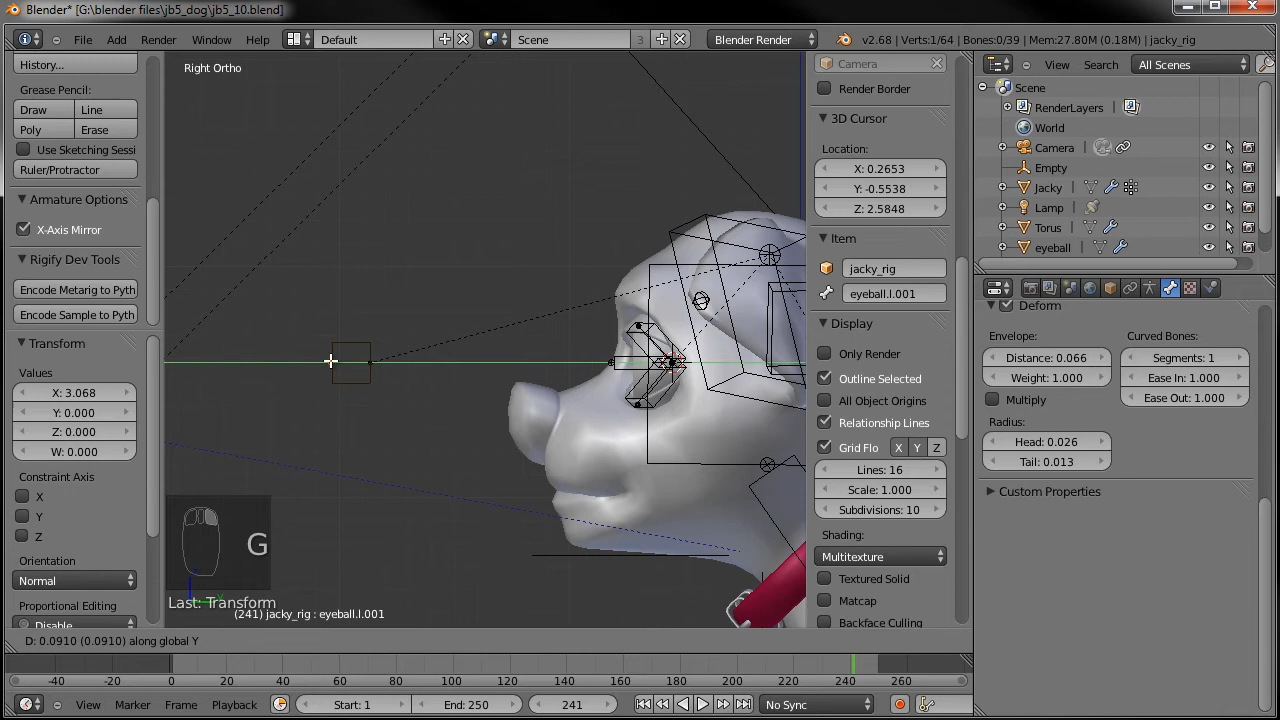 Blender* [G:\blender files\jb5_dog\jb5_10.blend]
File Add Render Window Help Default Scene 3 Blender Render v2.68 | Verts:1/64 | Bones:0/39 | Mem:27.80M (0.18M) | jacky_rig
History...
Grease Pencil:
Draw Line
Poly Erase
Use Sketching Sessi
Ruler/Protractor
Armature Options
X-Axis Mirror
Rigify Dev Tools
Encode Metarig to Pyth
Encode Sample to Pyth
Transform
Values
X: 3.068
Y: 0.000
Z: 0.000
W: 0.000
Constraint Axis
X
Y
Z
Orientation
Normal
Proportional Editing
Disable
Right Ortho
G
Last: Transform
(241) jacky_rig : eyeball.l.001
D: 0.0910 (0.0910) along global Y
Camera
Render Border
3D Cursor
Location:
X: 0.2653
Y: -0.5538
Z: 2.5848
Item
jacky_rig
eyeball.l.001
Display
Only Render
Outline Selected
All Object Origins
Relationship Lines
Grid Flo X Y Z
Lines: 16
Scale: 1.000
Subdivisions: 10
Shading:
Multitexture
Textured Solid
Matcap
Backface Culling
View Search All Scenes
Scene
RenderLayers |
World
Camera |
Empty
Jacky |
Lamp |
Torus |
eyeball |
Deform
Envelope: Curved Bones:
Distance: 0.066 Segments: 1
Weight: 1.000 Ease In: 1.000
Multiply Ease Out: 1.000
Radius:
Head: 0.026
Tail: 0.013
Custom Properties
-40 -20 0 20 40 60 80 100 120 140 160 180 200 220 240 260
View Marker Frame Playback Start: 1 End: 250 241 No Sync